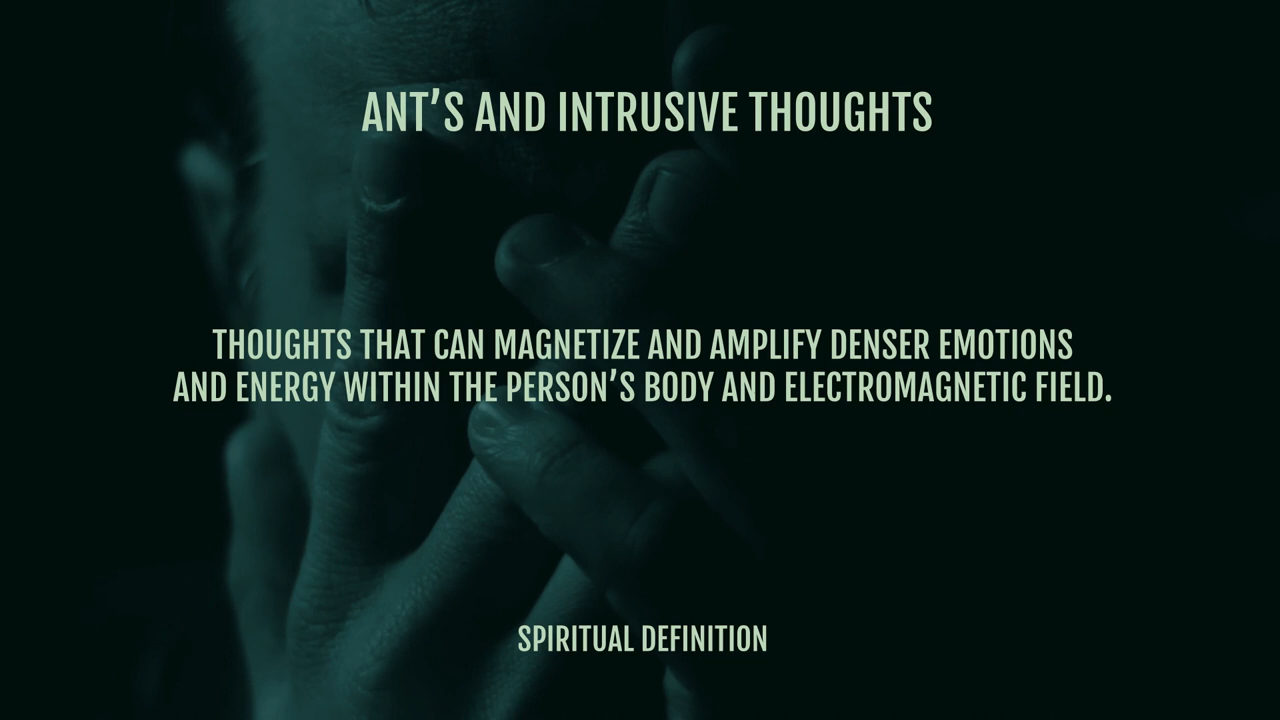 ANT’S AND INTRUSIVE THOUGHTS
THOUGHTS THAT CAN MAGNETIZE AND AMPLIFY DENSER EMOTIONS
AND ENERGY WITHIN THE PERSON’S BODY AND ELECTROMAGNETIC FIELD.
SPIRITUAL DEFINITION